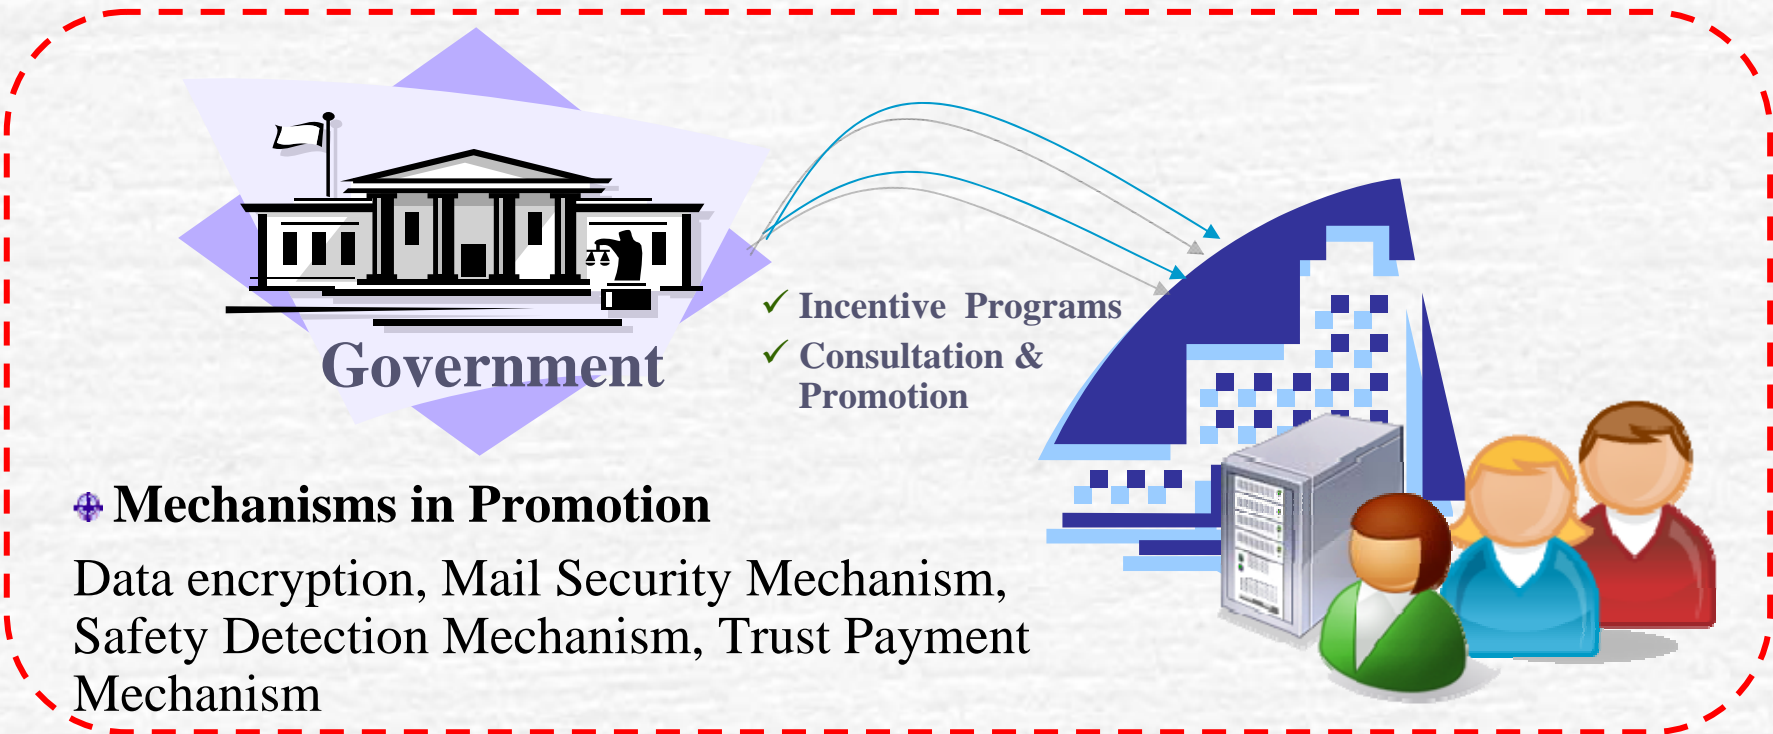 Government
Incentive  Programs
Consultation &
Promotion
Mechanisms in Promotion
Data encryption, Mail Security Mechanism,
Safety Detection Mechanism, Trust Payment
Mechanism